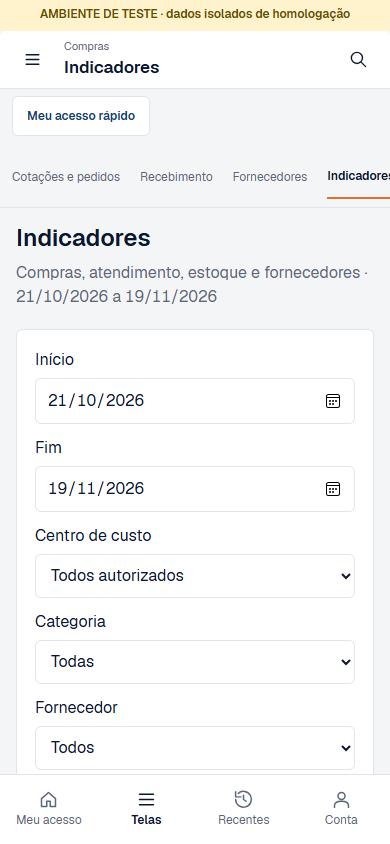 AMBIENTE DE TESTE · dados isolados de homologação
Compras
Indicadores
Meu acesso rápido
Cotações e pedidos
Recebimento
Fornecedores
Indicadores
Indicadores
Compras, atendimento, estoque e fornecedores ·
21/10/2026 a 19/11/2026
Início
21/10/2026
Fim
19/11/2026
Centro de custo
Todos autorizados
Categoria
Todas
Fornecedor
Todos
Meu acesso
Telas
Recentes
Conta